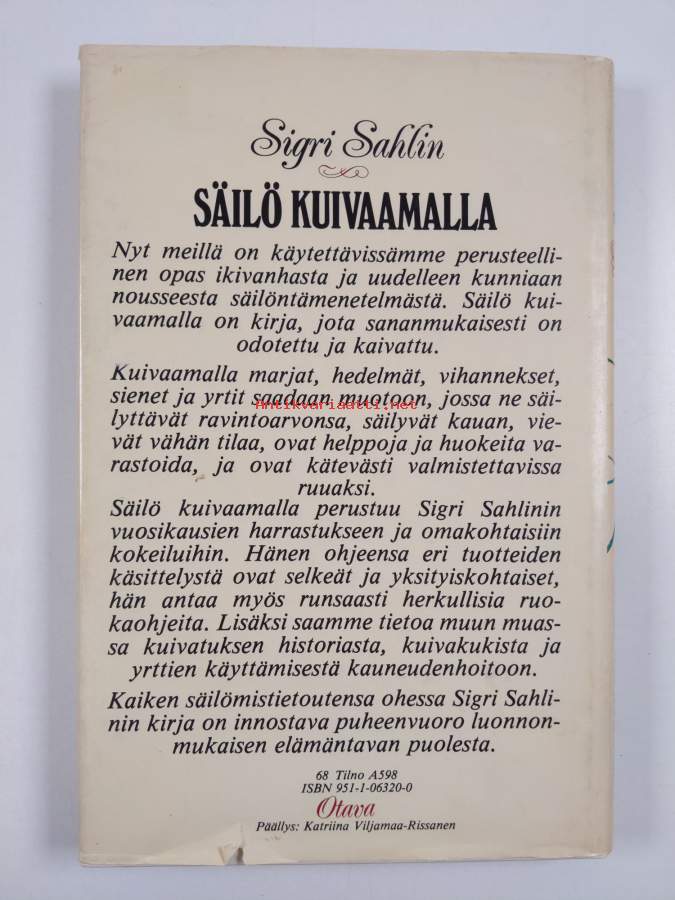 Sigri Sahlin
SÄILÖ KUIVAAMALLA
Nyt meillä on käytettävissämme perusteelli-
nen opas ikivanhasta ja uudelleen kunniaan
nousseesta säilöntämenetelmästä. Säilö kui-
vaamalla on kirja, jota sananmukaisesti on
odotettu ja kaivattu.
Kuivaamalla marjat, hedelmät, vihannekset,
sienet ja yrtit saadaan muotoon, jossa ne säi-
Antikvariaatti.net
lyttävät ravintoarvonsa, säilyvät kauan, vie-
vät vähän tilaa, ovat helppoja ja huokeita va-
rastoida, ja ovat kätevästi valmistettavissa
ruuaksi.
Säilö kuivaamalla perustuu Sigri Sahlinin
vuosikausien harrastukseen ja omakohtaisiin
kokeiluihin. Hänen ohjeensa eri tuotteiden
käsittelystä ovat selkeät ja yksityiskohtaiset,
hän antaa myös runsaasti herkullisia ruo-
kaohjeita. Lisäksi saamme tietoa muun muas-
sa kuivatuksen historiasta, kuivakukista ja
yrttien käyttämisestä kauneudenhoitoon.
Kaiken säilömistietoutensa ohessa Sigri Sahli-
nin kirja on innostava puheenvuoro luonnon-
mukaisen elämäntavan puolesta.
68 Tilno A598
ISBN 951-1-06320-0
Otava
Päällys: Katriina Viljamaa-Rissanen